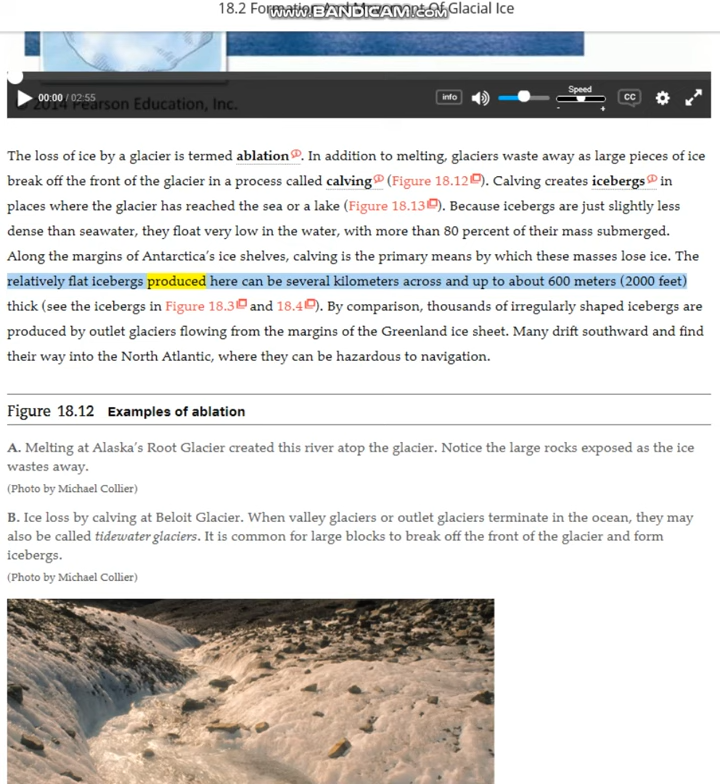 18.2 Formation And Movement Of Glacial Ice
www.BANDICAM.com
© 2014 Pearson Education, Inc.
00:00 / 02:55
info
Speed
- +
CC
The loss of ice by a glacier is termed ablation. In addition to melting, glaciers waste away as large pieces of ice
break off the front of the glacier in a process called calving (Figure 18.12). Calving creates icebergs in
places where the glacier has reached the sea or a lake (Figure 18.13). Because icebergs are just slightly less
dense than seawater, they float very low in the water, with more than 80 percent of their mass submerged.
Along the margins of Antarctica's ice shelves, calving is the primary means by which these masses lose ice. The
relatively flat icebergs produced here can be several kilometers across and up to about 600 meters (2000 feet)
thick (see the icebergs in Figure 18.3 and 18.4). By comparison, thousands of irregularly shaped icebergs are
produced by outlet glaciers flowing from the margins of the Greenland ice sheet. Many drift southward and find
their way into the North Atlantic, where they can be hazardous to navigation.
Figure 18.12 Examples of ablation
A. Melting at Alaska's Root Glacier created this river atop the glacier. Notice the large rocks exposed as the ice
wastes away.
(Photo by Michael Collier)
B. Ice loss by calving at Beloit Glacier. When valley glaciers or outlet glaciers terminate in the ocean, they may
also be called tidewater glaciers. It is common for large blocks to break off the front of the glacier and form
icebergs.
(Photo by Michael Collier)